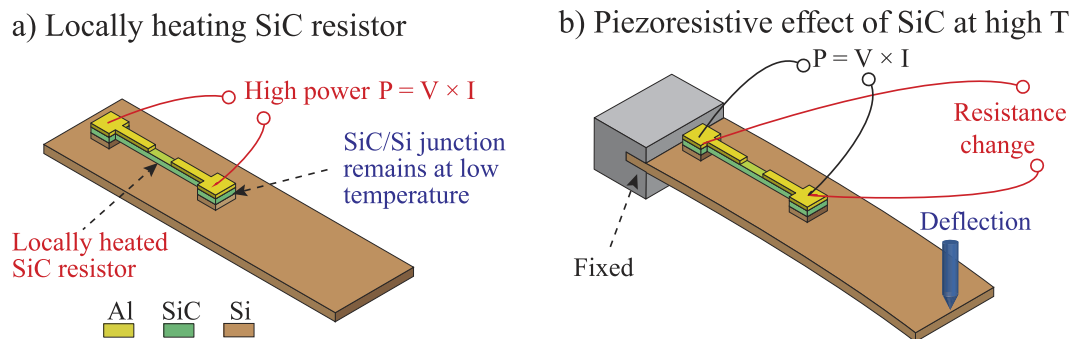 a) Locally heating SiC resistor
High power P = V × I
SiC/Si junction
remains at low
temperature
Locally heated
SiC resistor
Al SiC Si
b) Piezoresistive effect of SiC at high T
P = V × I
Resistance
change
Deflection
Fixed